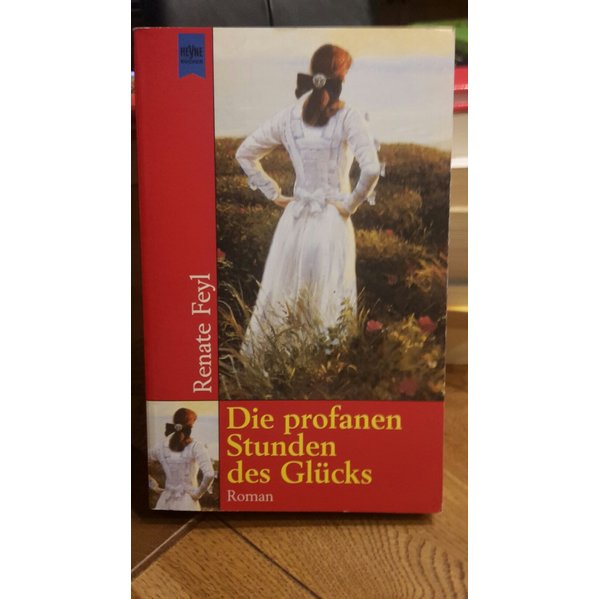 HEYNE
BÜCHER
Renate Feyl
Die profanen
Stunden
des Glücks
Roman